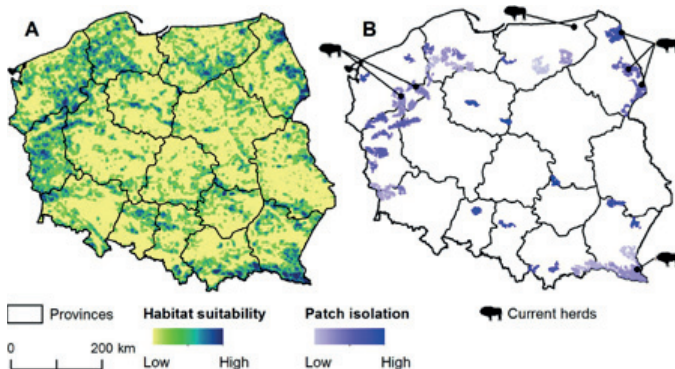 A
B
Provinces
Habitat suitability
Patch isolation
Current herds
0
200 km
Low
High
Low
High